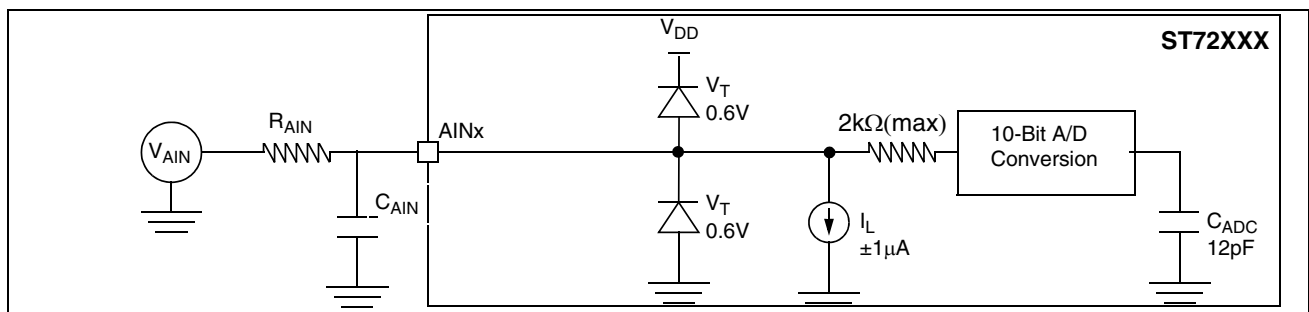 V_DD
ST72XXX
V_T
0.6V
R_AIN
AINx
2kΩ(max)
10-Bit A/D
Conversion
V_AIN
C_AIN
V_T
0.6V
I_L
±1µA
C_ADC
12pF